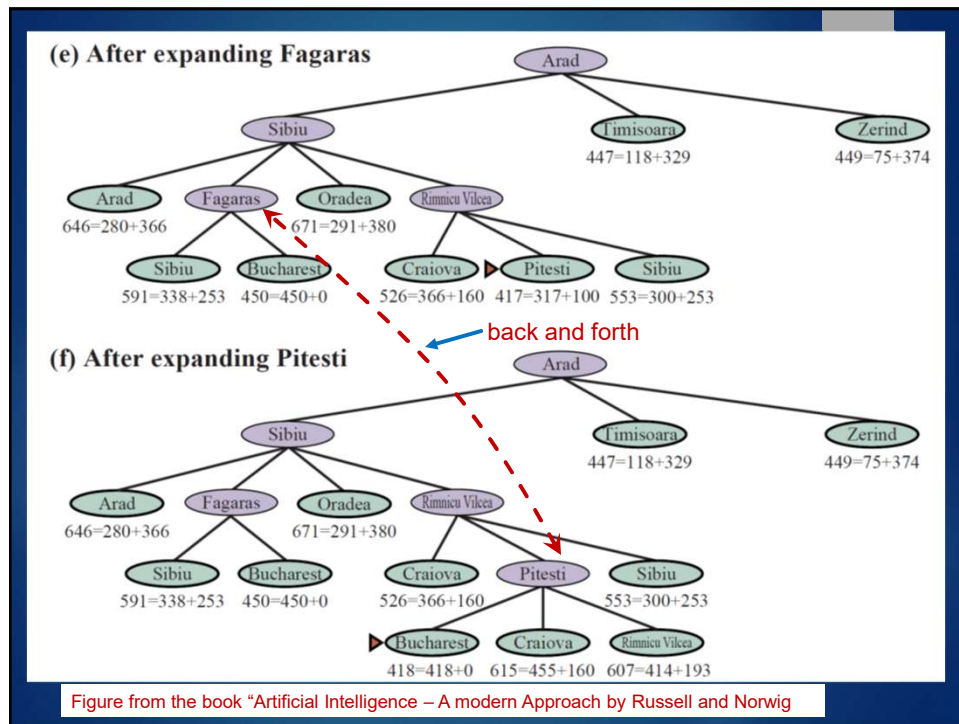 (e) After expanding Fagaras
Arad
Sibiu Timisoara Zerind
447=118+329 449=75+374
Arad Fagaras Oradea Rimnicu Vilcea
646=280+366 671=291+380
Sibiu Bucharest Craiova Pitesti Sibiu
591=338+253 450=450+0 526=366+160 417=317+100 553=300+253
back and forth
(f) After expanding Pitesti
Arad
Sibiu Timisoara Zerind
447=118+329 449=75+374
Arad Fagaras Oradea Rimnicu Vilcea
646=280+366 671=291+380
Sibiu Bucharest Craiova Pitesti Sibiu
591=338+253 450=450+0 526=366+160 553=300+253
Bucharest Craiova Rimnicu Vilcea
418=418+0 615=455+160 607=414+193
Figure from the book “Artificial Intelligence – A modern Approach by Russell and Norwig